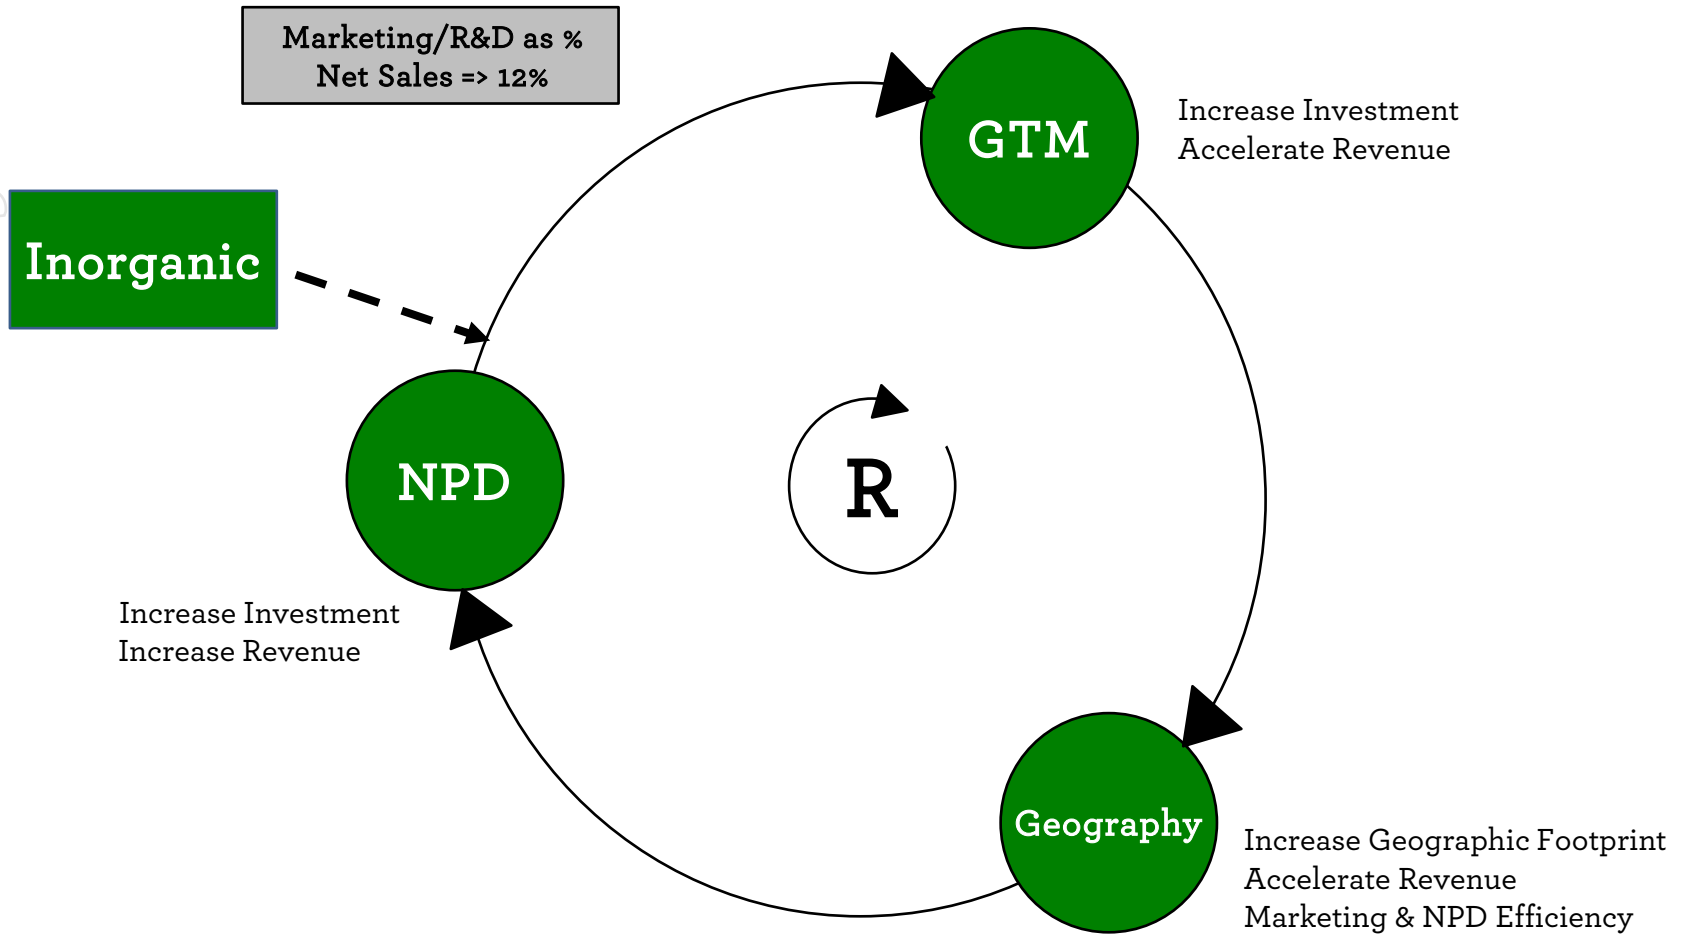 Marketing/R&D as %
Net Sales => 12%
GTM
Increase Investment
Accelerate Revenue
Inorganic
NPD
R
Increase Investment
Increase Revenue
Geography
Increase Geographic Footprint
Accelerate Revenue
Marketing & NPD Efficiency